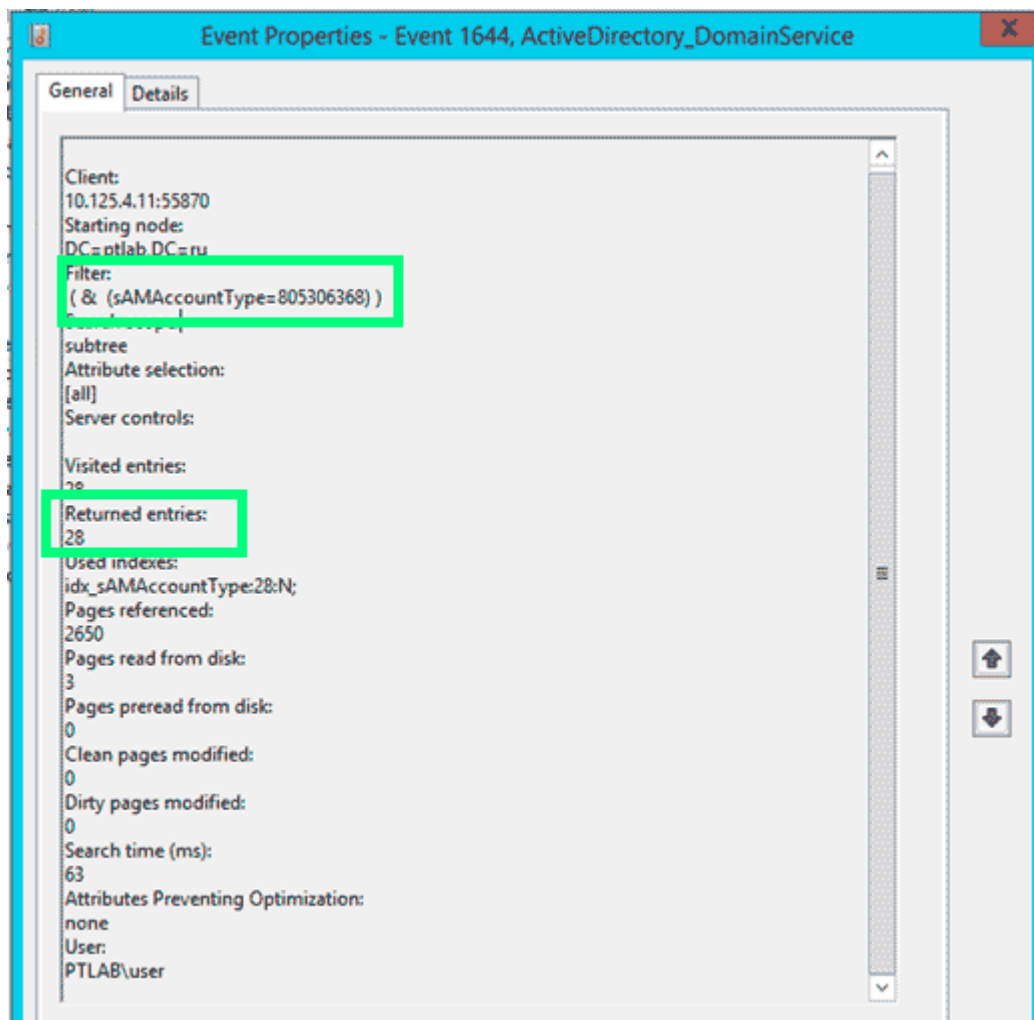 Event Properties - Event 1644, ActiveDirectory_DomainService
General Details
Client:
10.125.4.11:55870
Starting node:
DC=ptlab,DC=ru
Filter:
( & (sAMAccountType=805306368) )
subtree
Attribute selection:
[all]
Server controls:
Visited entries:
28
Returned entries:
28
Used indexes:
idx_sAMAccountType:28:N;
Pages referenced:
2650
Pages read from disk:
3
Pages preread from disk:
0
Clean pages modified:
0
Dirty pages modified:
0
Search time (ms):
63
Attributes Preventing Optimization:
none
User:
PTLAB\user